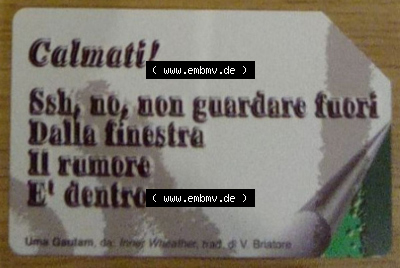 Calmati!
( www.embmv.de )
Ssh, no, non guardare fuori
Dalla finestra
Il rumore
E' dentro
( www.embmv.de )
Uma Gautam, da: Inner Wheather, trad. di V. Briatore